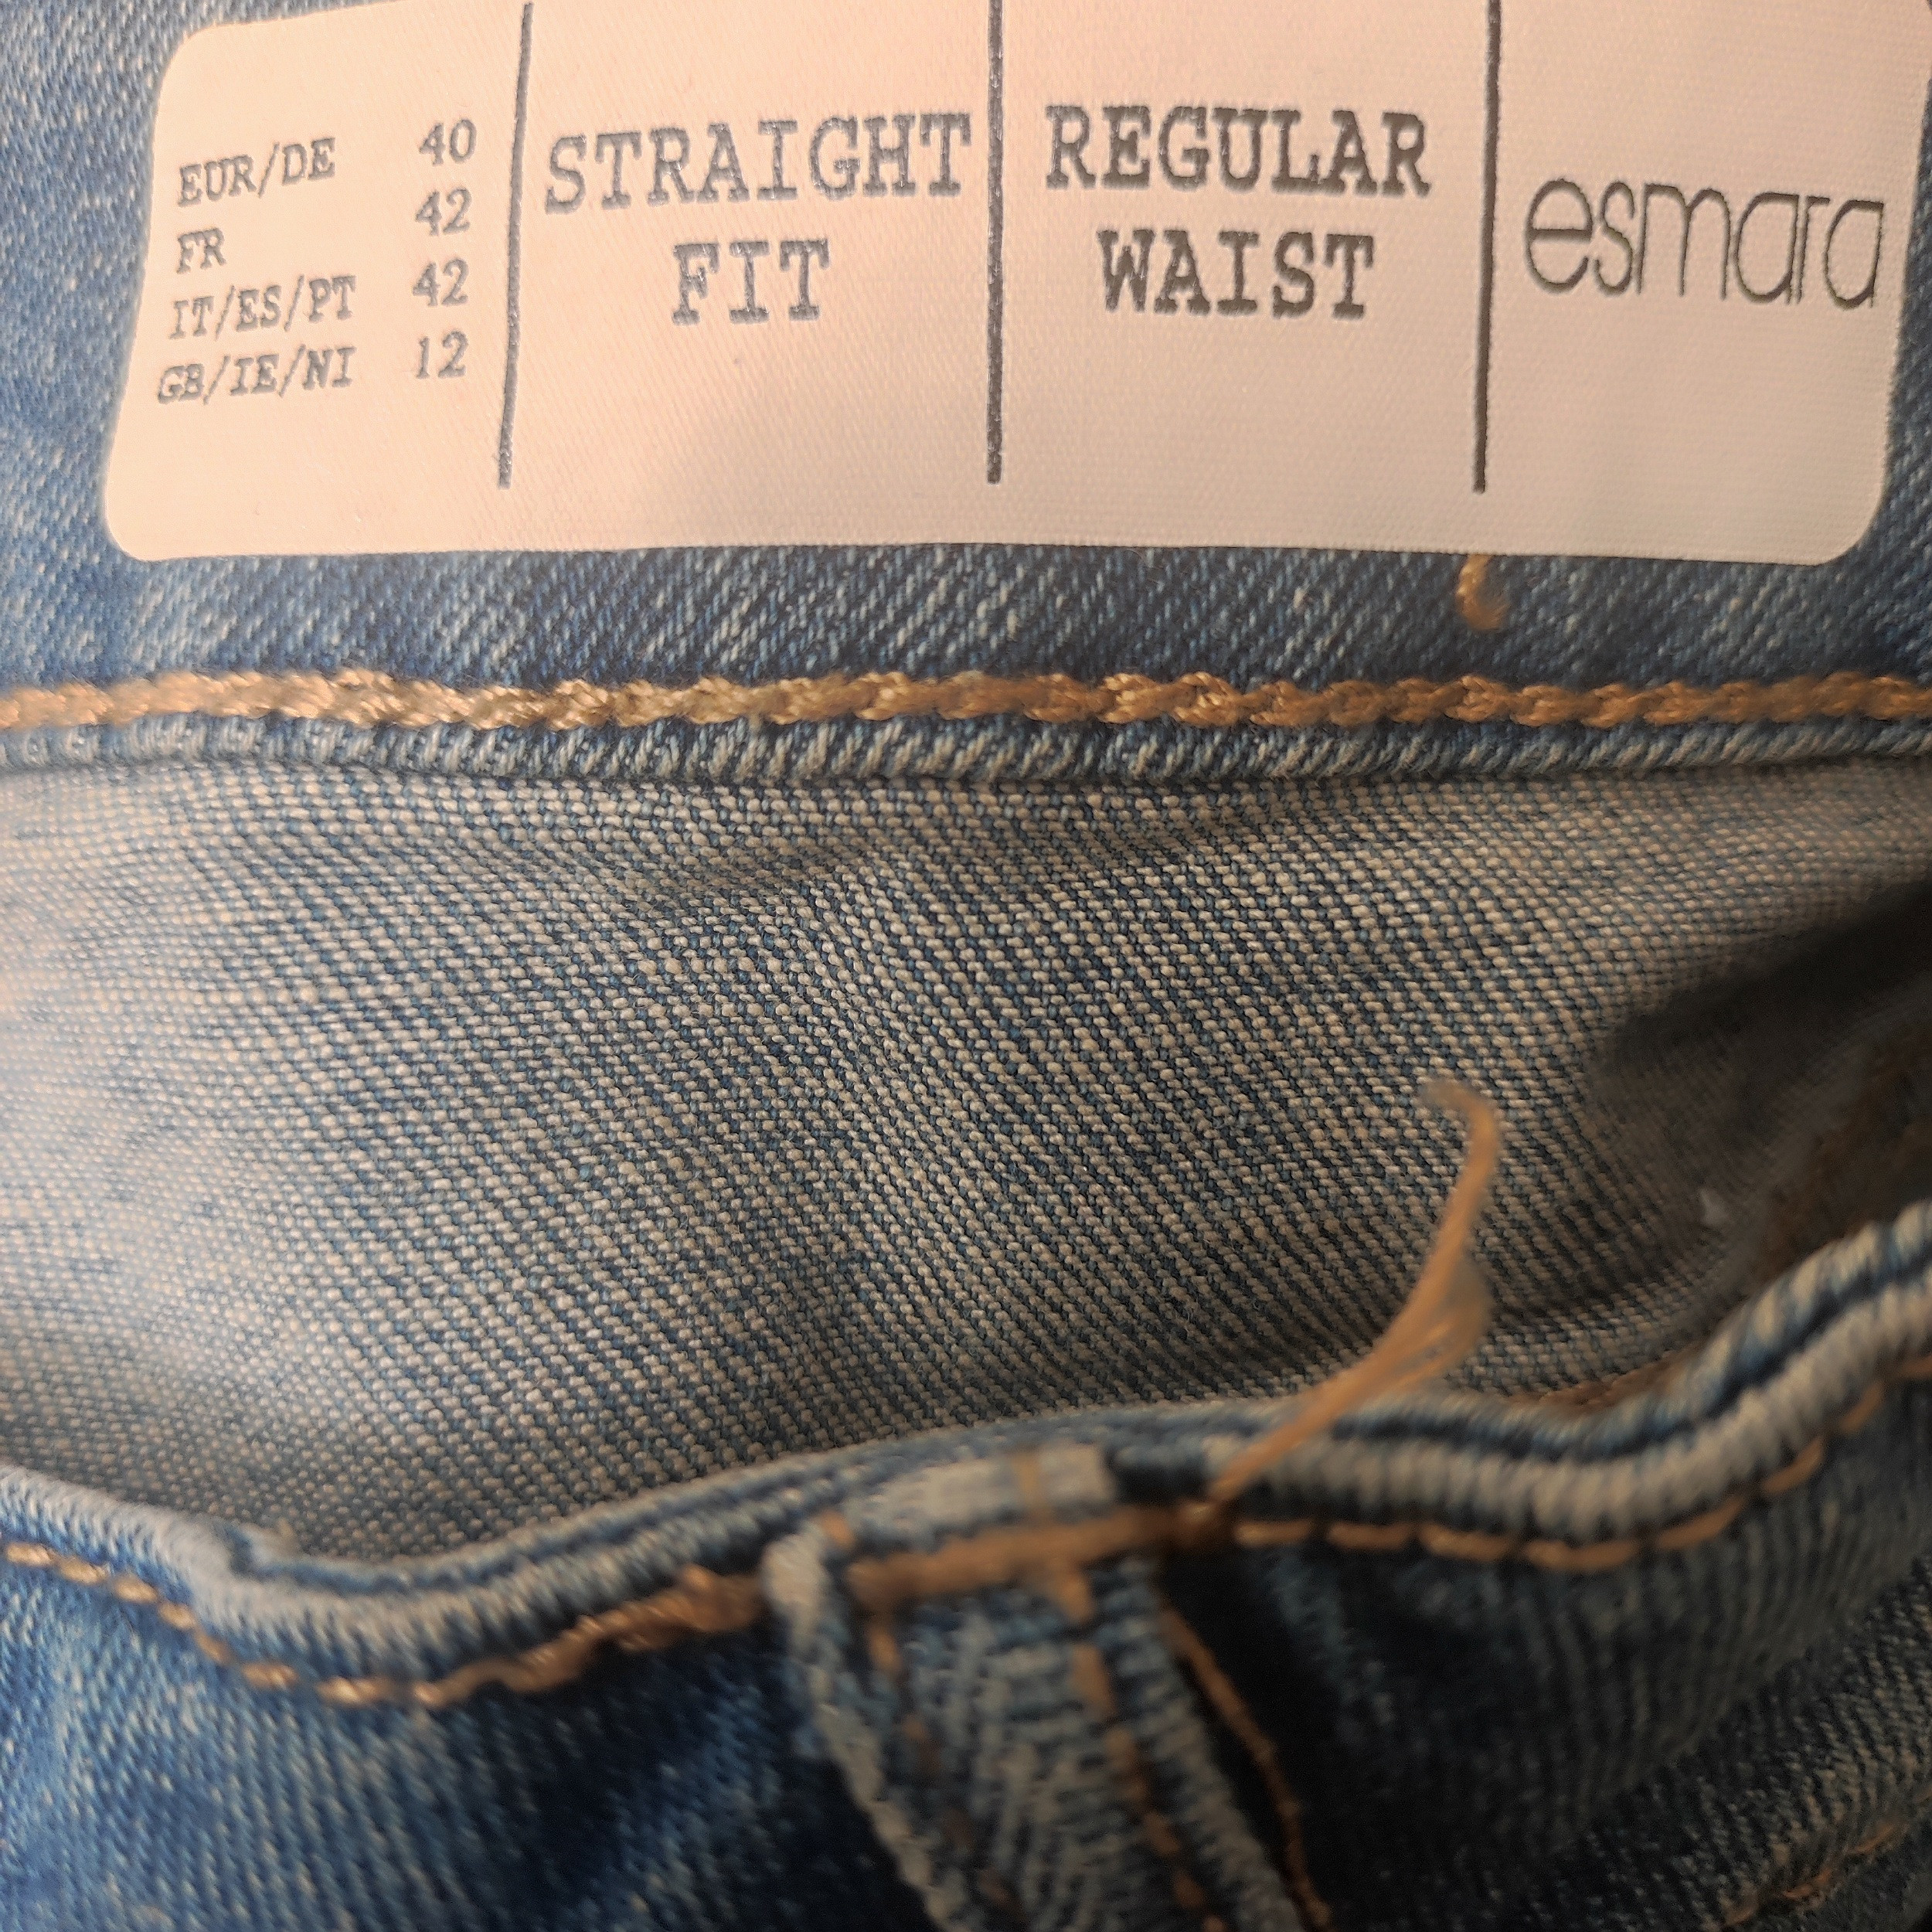 EUR/DE 40
FR 42
IT/ES/PT 42
GB/IE/NI 12
STRAIGHT
FIT
REGULAR
WAIST
esmara